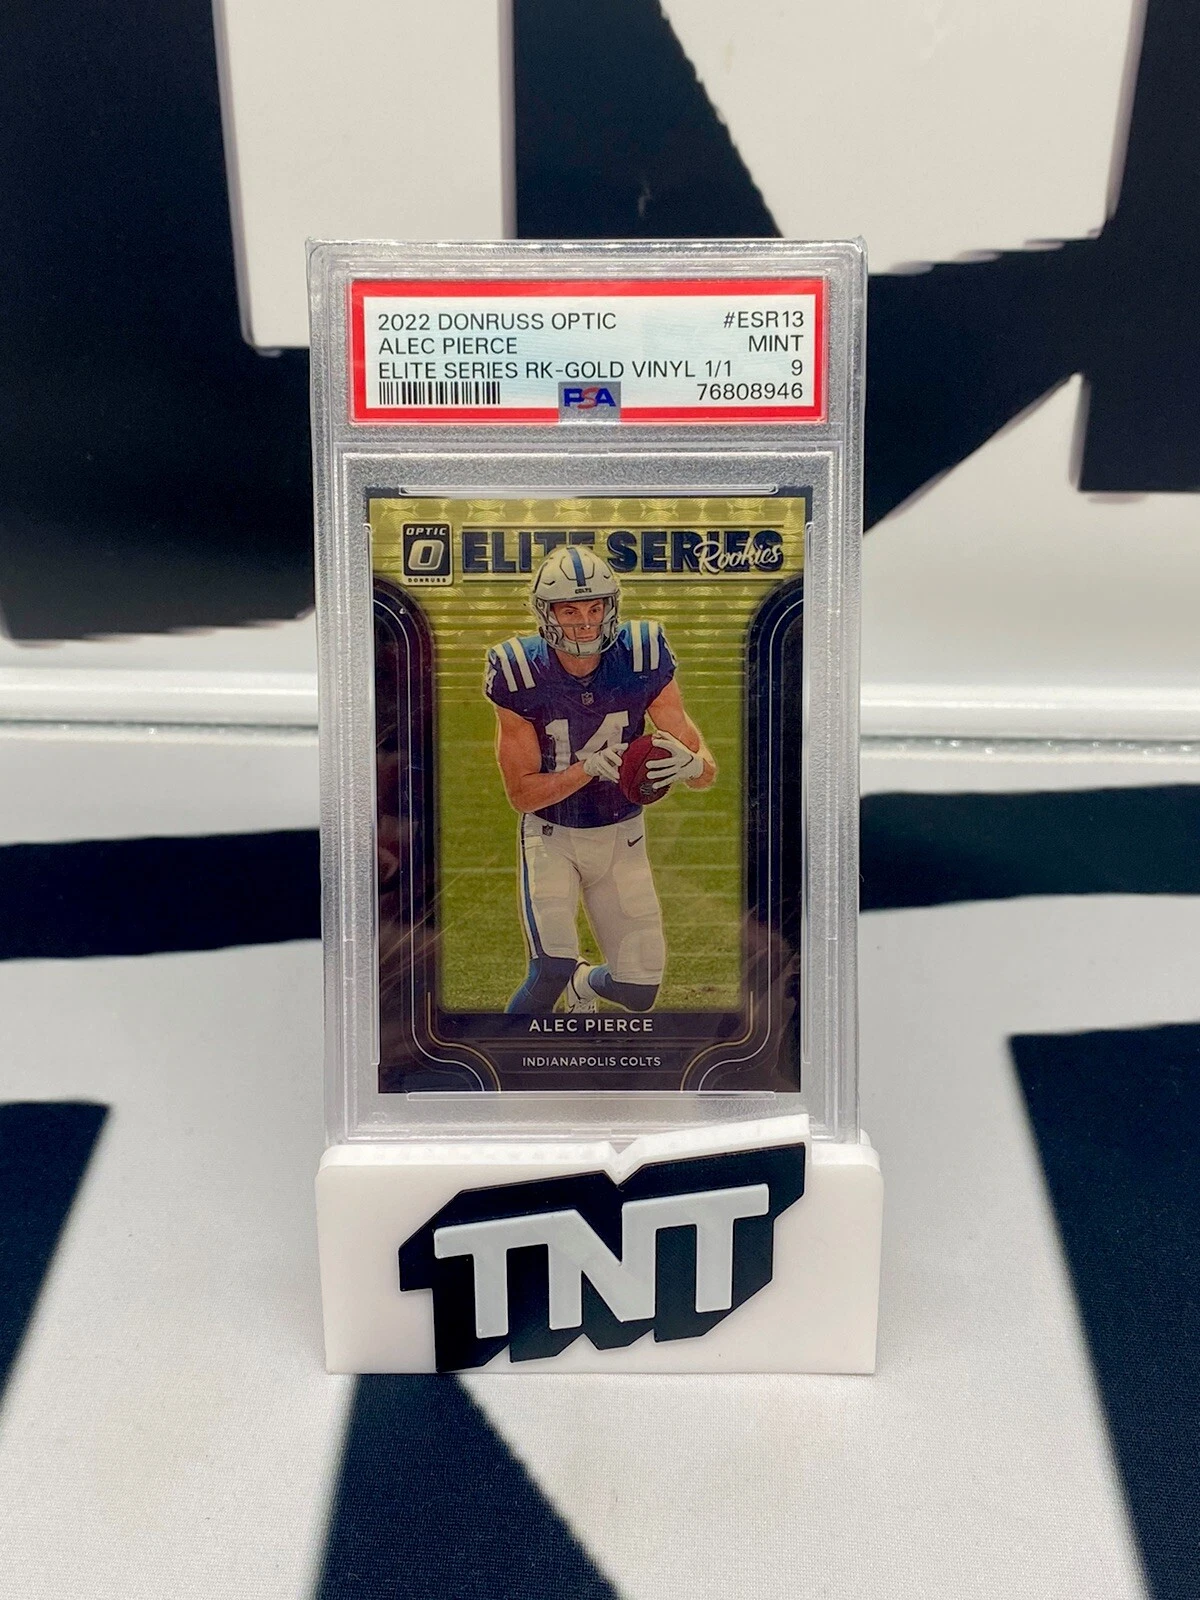 2022 DONRUSS OPTIC #ESR13
ALEC PIERCE MINT
ELITE SERIES RK-GOLD VINYL 1/1 9
PSA 76808946
OPTIC
O
DONRUSS
ELITE SERIES
Rookies
COLTS
14
ALEC PIERCE
INDIANAPOLIS COLTS
TNT